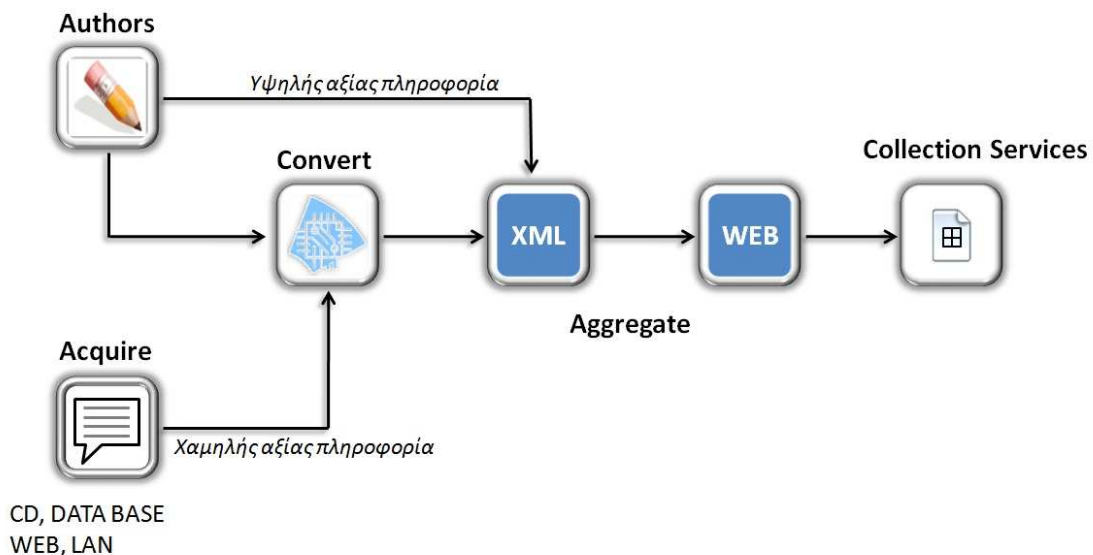 Authors
Υψηλής αξίας πληροφορία
Convert
Collection Services
XML
WEB
Aggregate
Acquire
Χαμηλής αξίας πληροφορία
CD, DATA BASE
WEB, LAN